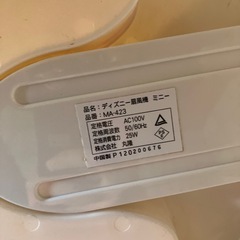 品名：ディズニー扇風機 ミニー
品番：MA-423
定格電圧 AC100V
定格周波数 50/60Hz
定格消費電力 25W
株式会社 丸隆
中国製 P120200676